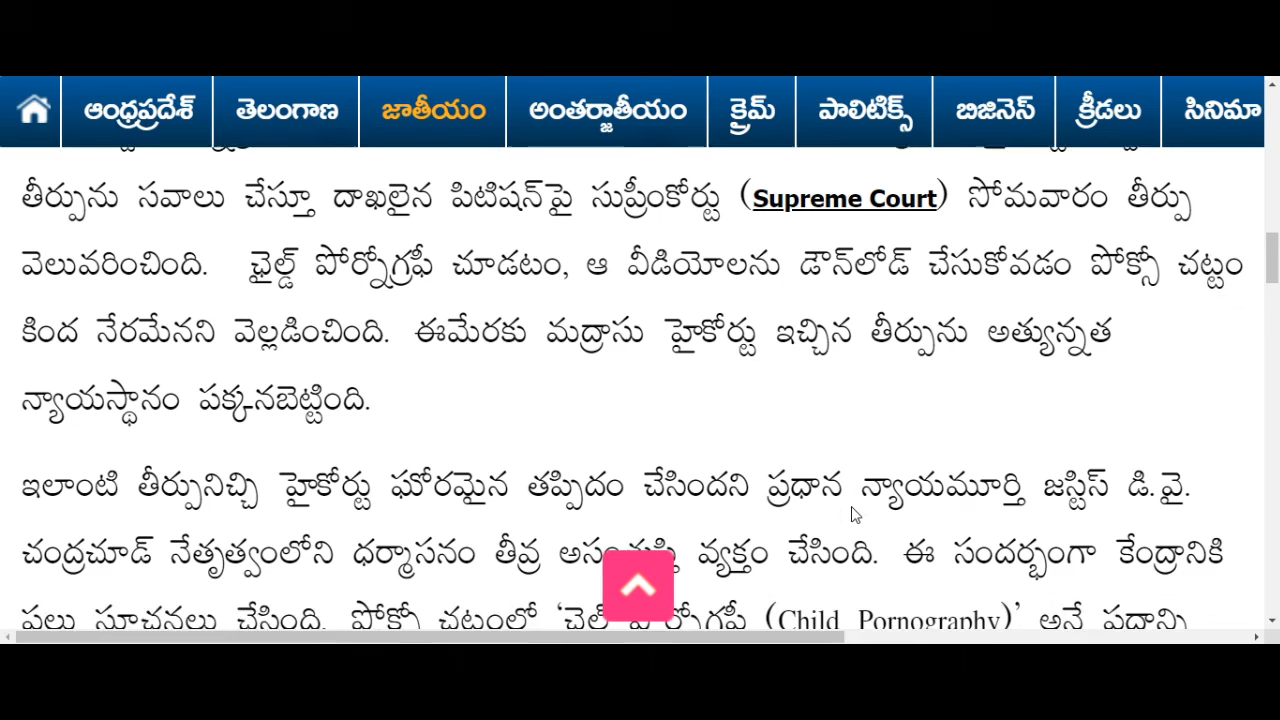 ఆంధ్రప్రదేశ్ తెలంగాణ జాతీయం అంతర్జాతీయం క్రైమ్ పాలిటిక్స్ బిజినెస్ క్రీడలు సినిమా
తీర్పును సవాలు చేస్తూ దాఖలైన పిటిషన్‌పై సుప్రీంకోర్టు (Supreme Court) సోమవారం తీర్పు
వెలువరించింది. ఛైల్డ్ పోర్నోగ్రఫీ చూడటం, ఆ వీడియోలను డౌన్‌లోడ్ చేసుకోవడం పోక్సో చట్టం
కింద నేరమేనని వెల్లడించింది. ఈమేరకు మద్రాసు హైకోర్టు ఇచ్చిన తీర్పును అత్యున్నత
న్యాయస్థానం పక్కనబెట్టింది.
ఇలాంటి తీర్పునిచ్చి హైకోర్టు ఘోరమైన తప్పిదం చేసిందని ప్రధాన న్యాయమూర్తి జస్టిస్ డి.వై.
చంద్రచూడ్ నేతృత్వంలోని ధర్మాసనం తీవ్ర వ్యక్తం చేసింది. ఈ సందర్భంగా కేంద్రానికి
పలు సూచనలు చేసింది. పోక్సో చట్టంలో ‘చైల్డ్ (Child Pornography)’ అనే పదాన్ని